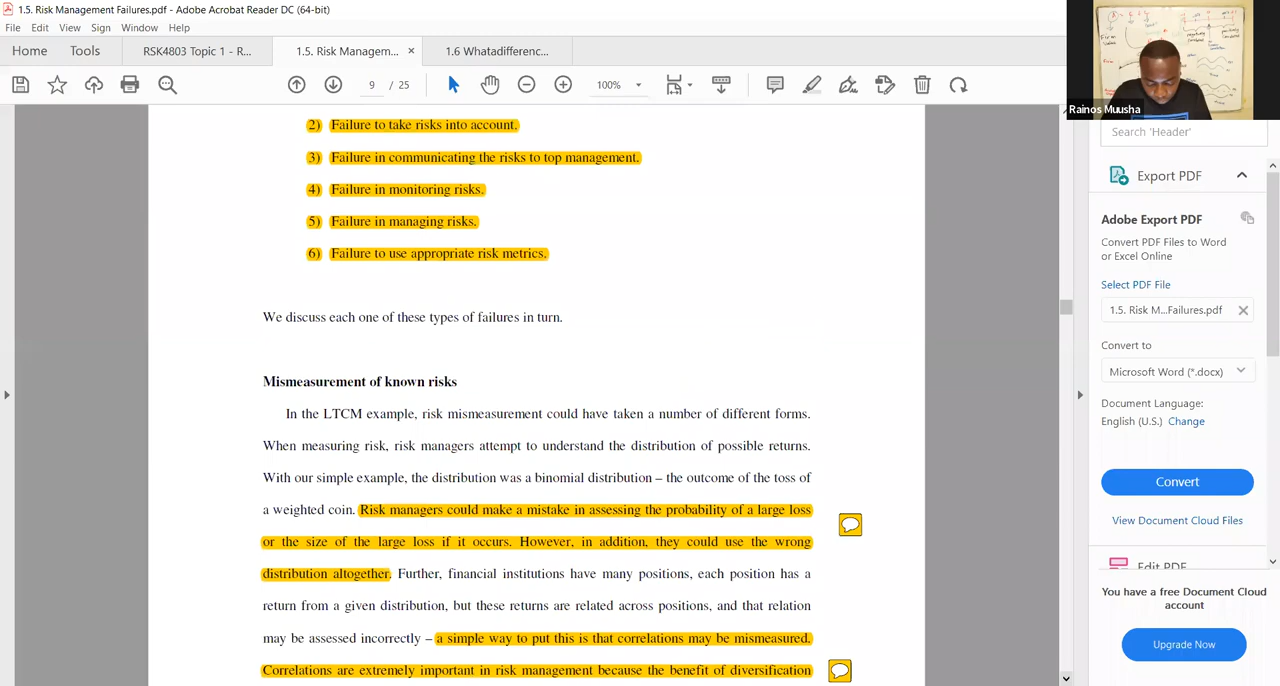 1.5. Risk Management Failures.pdf - Adobe Acrobat Reader DC (64-bit)
File Edit View Sign Window Help
Home Tools RSK4803 Topic 1 - R... 1.5. Risk Managem... × 1.6 Whatadifferenc...
9 / 25 100%
Rainos Muusha
2) Failure to take risks into account.
3) Failure in communicating the risks to top management.
4) Failure in monitoring risks.
5) Failure in managing risks.
6) Failure to use appropriate risk metrics.
We discuss each one of these types of failures in turn.
Mismeasurement of known risks
In the LTCM example, risk mismeasurement could have taken a number of different forms.
When measuring risk, risk managers attempt to understand the distribution of possible returns.
With our simple example, the distribution was a binomial distribution – the outcome of the toss of
a weighted coin. Risk managers could make a mistake in assessing the probability of a large loss
or the size of the large loss if it occurs. However, in addition, they could use the wrong
distribution altogether. Further, financial institutions have many positions, each position has a
return from a given distribution, but these returns are related across positions, and that relation
may be assessed incorrectly – a simple way to put this is that correlations may be mismeasured.
Correlations are extremely important in risk management because the benefit of diversification
Search 'Header'
Export PDF
Adobe Export PDF
Convert PDF Files to Word
or Excel Online
Select PDF File
1.5. Risk M...Failures.pdf
Convert to
Microsoft Word (*.docx)
Document Language:
English (U.S.) Change
Convert
View Document Cloud Files
Edit PDF
You have a free Document Cloud
account
Upgrade Now